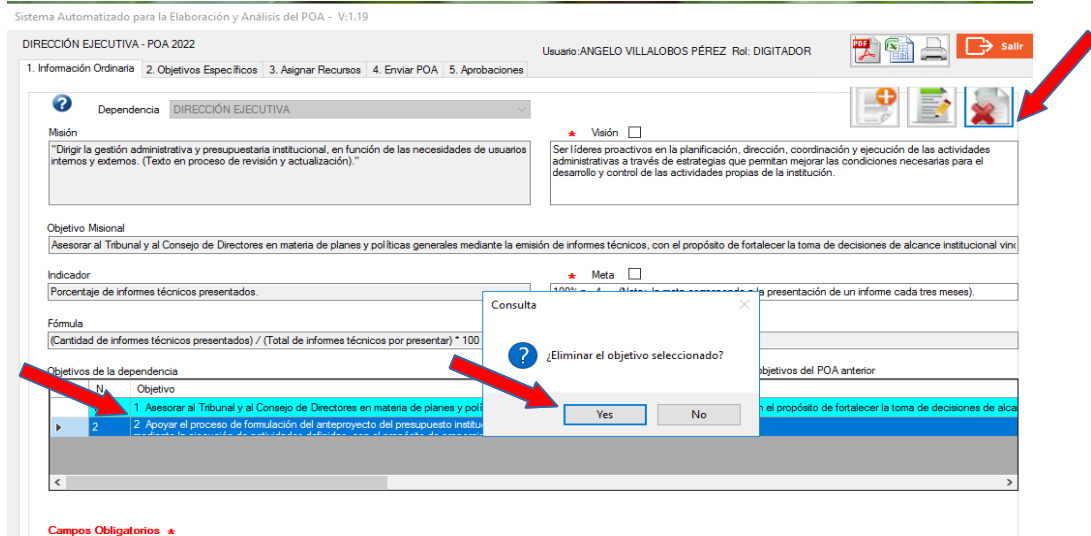 Sistema Automatizado para la Elaboración y Análisis del POA - V:1.19
DIRECCIÓN EJECUTIVA - POA 2022
Usuario:ANGELO VILLALOBOS PÉREZ Rol: DIGITADOR
PDF
Salir
1. Información Ordinaria 2. Objetivos Específicos 3. Asignar Recursos 4. Enviar POA 5. Aprobaciones
Dependencia DIRECCIÓN EJECUTIVA
Misión
"Dirigir la gestión administrativa y presupuestaria institucional, en función de las necesidades de usuarios
internos y externos. (Texto en proceso de revisión y actualización)."
* Visión
Ser líderes proactivos en la planificación, dirección, coordinación y ejecución de las actividades
administrativas a través de estrategias que permitan mejorar las condiciones necesarias para el
desarrollo y control de las actividades propias de la institución.
Objetivo Misional
Asesorar al Tribunal y al Consejo de Directores en materia de planes y políticas generales mediante la emisión de informes técnicos, con el propósito de fortalecer la toma de decisiones de alcance institucional vinc
Indicador
Porcentaje de informes técnicos presentados.
* Meta
la presentación de un informe cada tres meses).
Fórmula
(Cantidad de informes técnicos presentados) / (Total de informes técnicos por presentar) * 100
Consulta
¿Eliminar el objetivo seleccionado?
Yes No
Objetivos de la dependencia
objetivos del POA anterior
N Objetivo
1 Asesorar al Tribunal y al Consejo de Directores en materia de planes y polí
n el propósito de fortalecer la toma de decisiones de alca
2 2 Apoyar el proceso de formulación del anteproyecto del presupuesto institu
Campos Obligatorios *